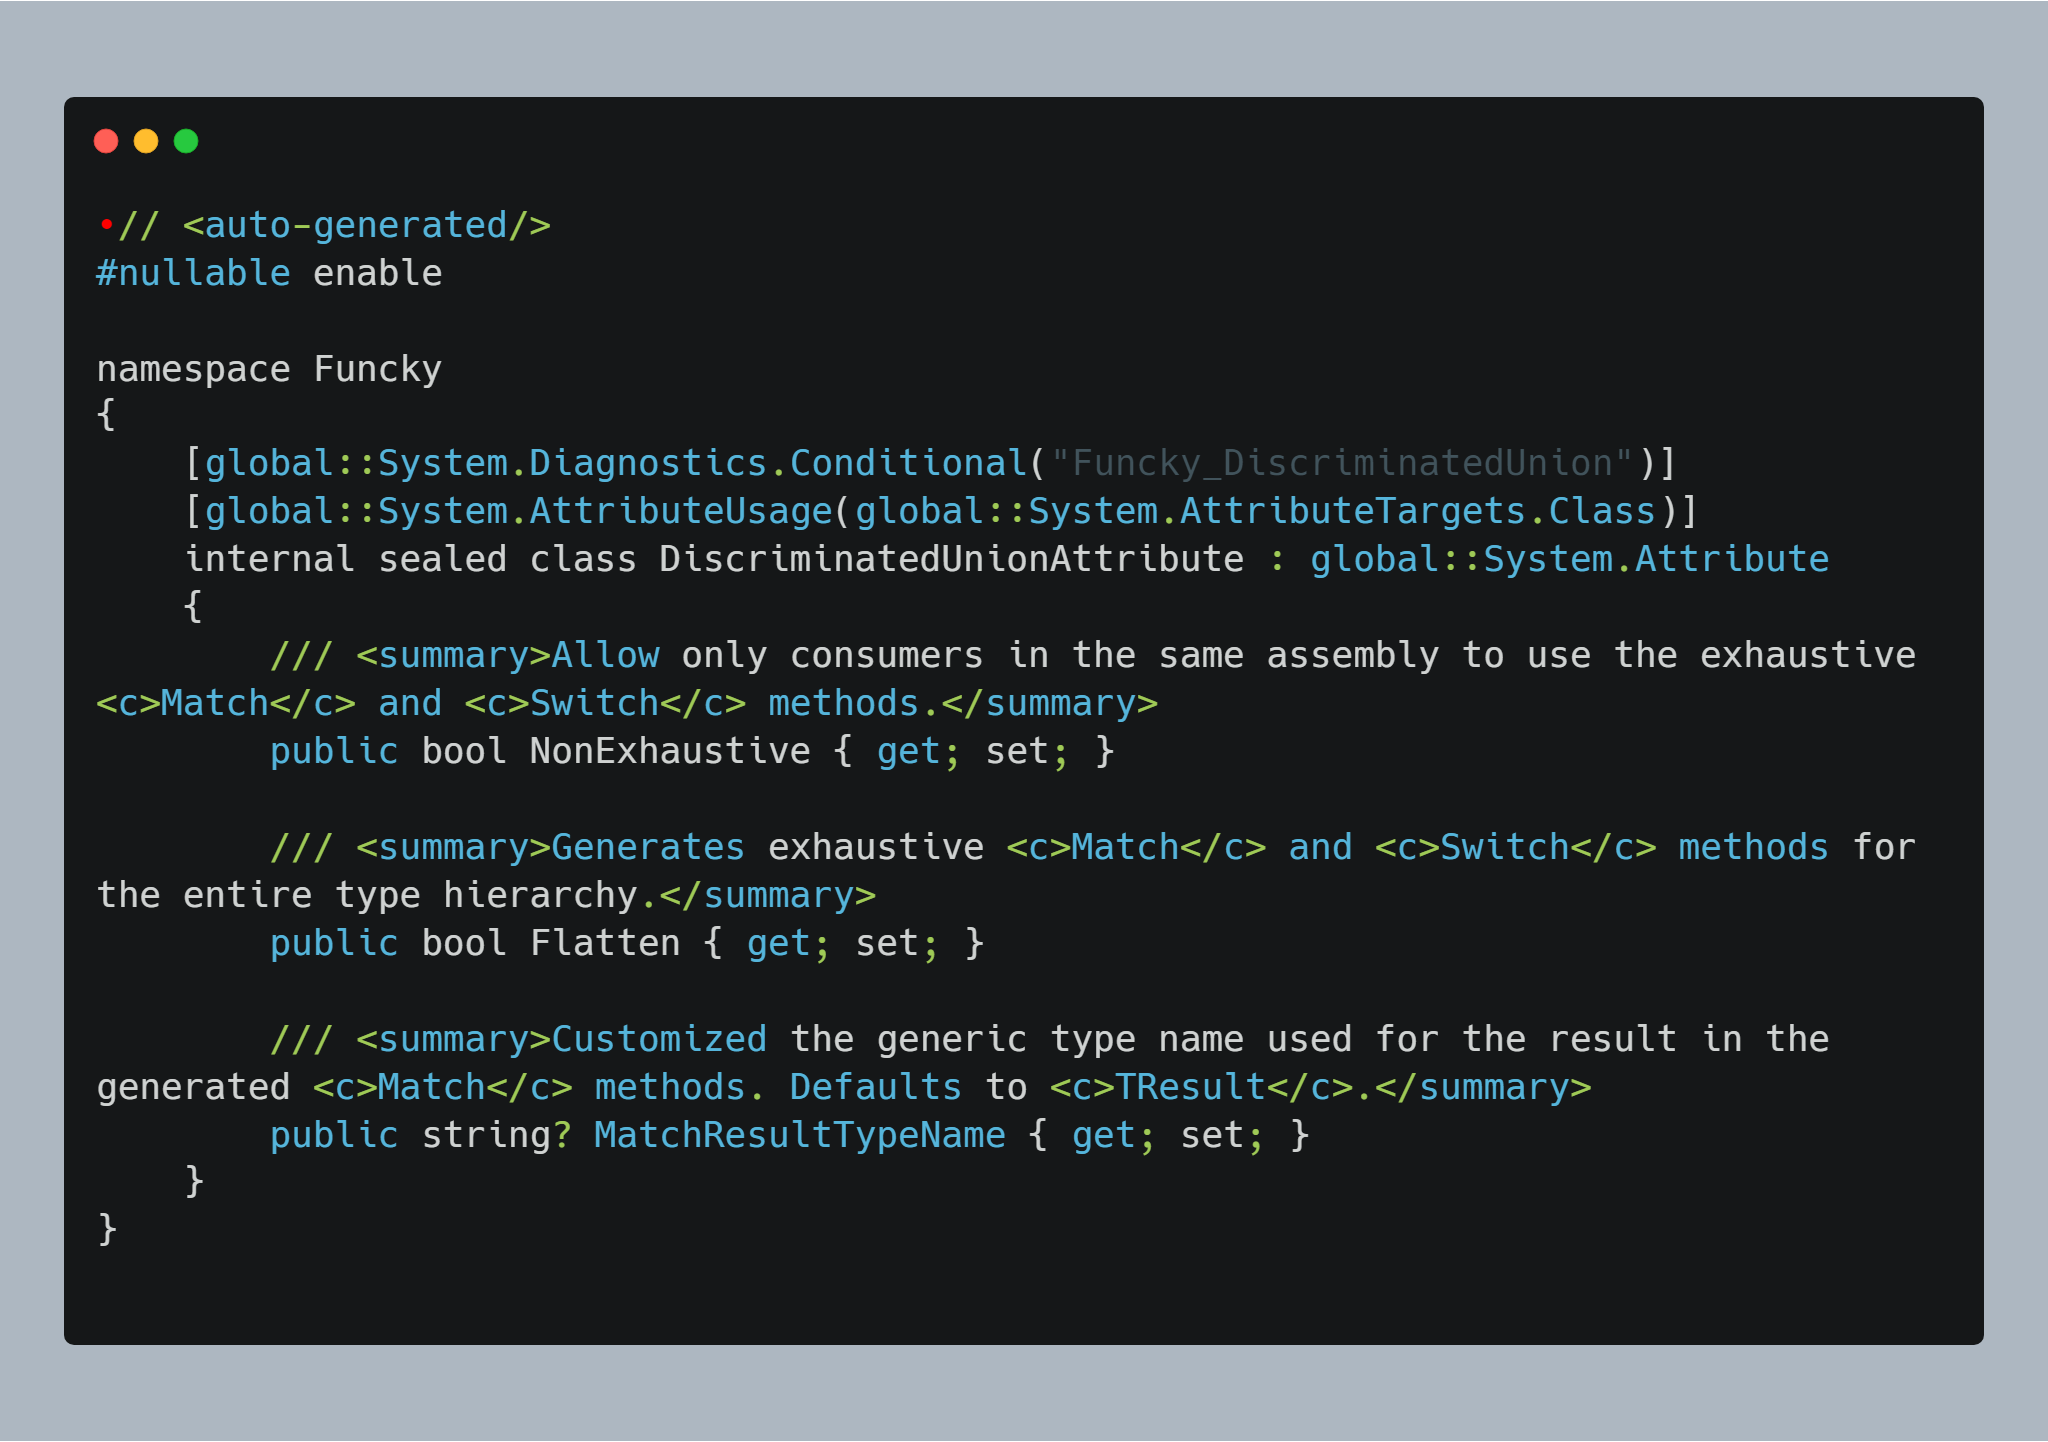 •// <auto-generated/>
#nullable enable

namespace Funcky
{
    [global::System.Diagnostics.Conditional("Funcky_DiscriminatedUnion")]
    [global::System.AttributeUsage(global::System.AttributeTargets.Class)]
    internal sealed class DiscriminatedUnionAttribute : global::System.Attribute
    {
        /// <summary>Allow only consumers in the same assembly to use the exhaustive
<c>Match</c> and <c>Switch</c> methods.</summary>
        public bool NonExhaustive { get; set; }

        /// <summary>Generates exhaustive <c>Match</c> and <c>Switch</c> methods for
the entire type hierarchy.</summary>
        public bool Flatten { get; set; }

        /// <summary>Customized the generic type name used for the result in the
generated <c>Match</c> methods. Defaults to <c>TResult</c>.</summary>
        public string? MatchResultTypeName { get; set; }
    }
}